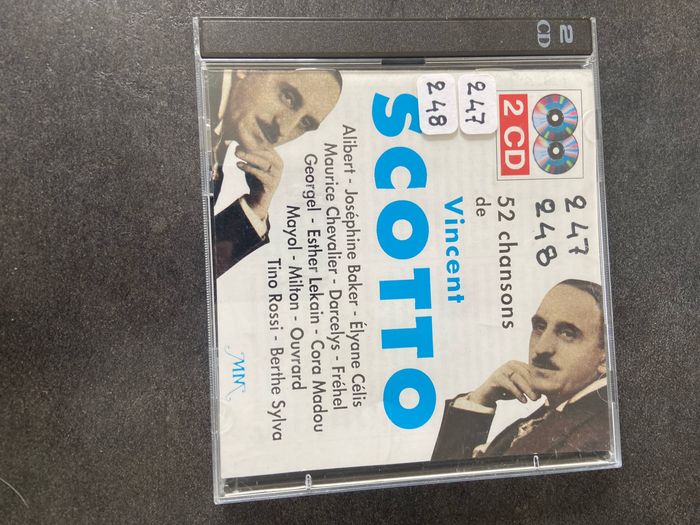 2
CD
2 CD
247
248
247
248
52 chansons
de
Vincent
SCOTTO
Alibert - Joséphine Baker - Élyane Célis
Maurice Chevalier - Darcelys - Fréhel
Georgel - Esther Lekain - Cora Madou
Mayol - Milton - Ouvrard
Tino Rossi - Berthe Sylva
MM